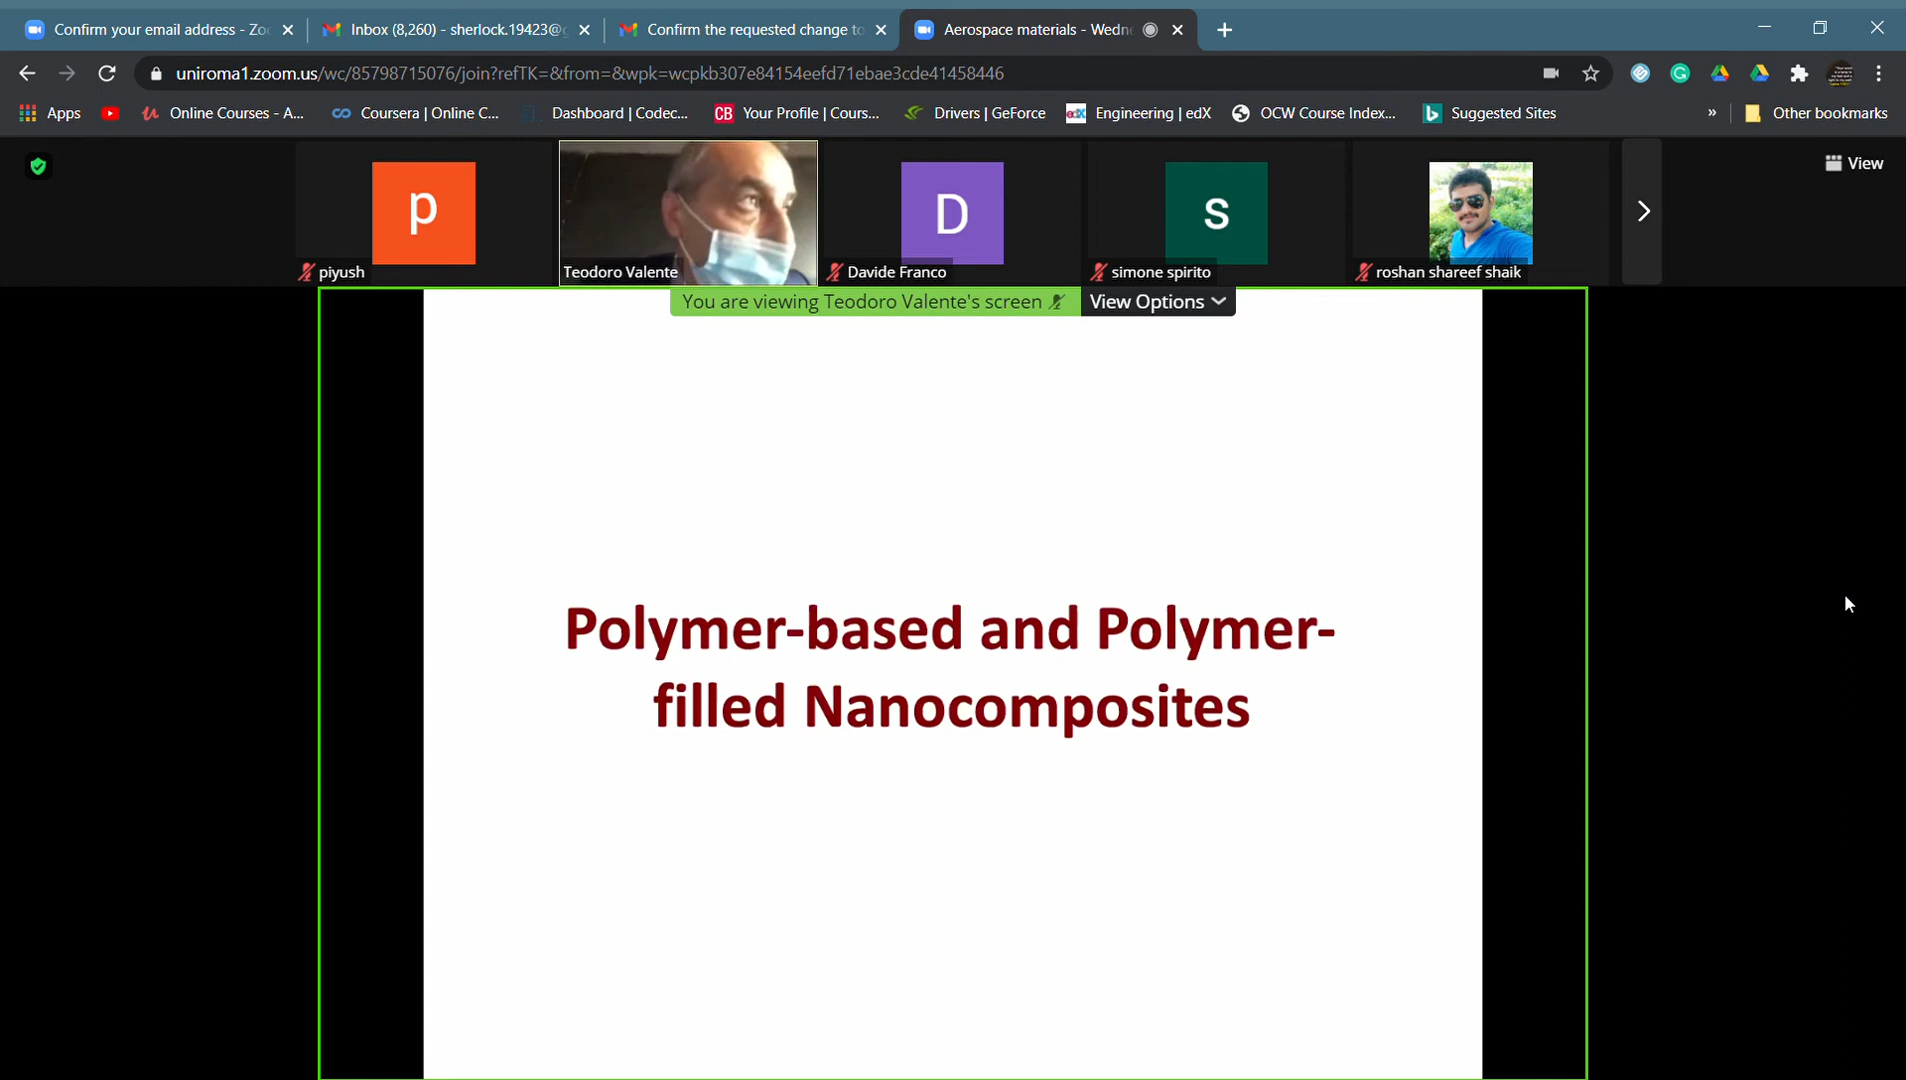 Confirm your email address - Zo
Inbox (8,260) - sherlock.19423@g
Confirm the requested change to
Aerospace materials - Wedn
uniroma1.zoom.us/wc/85798715076/join?refTK=&from=&wpk=wcpkb307e84154eefd71ebae3cde41458446
Apps
Online Courses - A...
Coursera | Online C...
Dashboard | Codec...
CB Your Profile | Cours...
Drivers | GeForce
edX Engineering | edX
OCW Course Index...
b Suggested Sites
» Other bookmarks
View
p
D
s
piyush
Teodoro Valente
Davide Franco
simone spirito
roshan shareef shaik
You are viewing Teodoro Valente's screen
View Options
Polymer-based and Polymer-
filled Nanocomposites